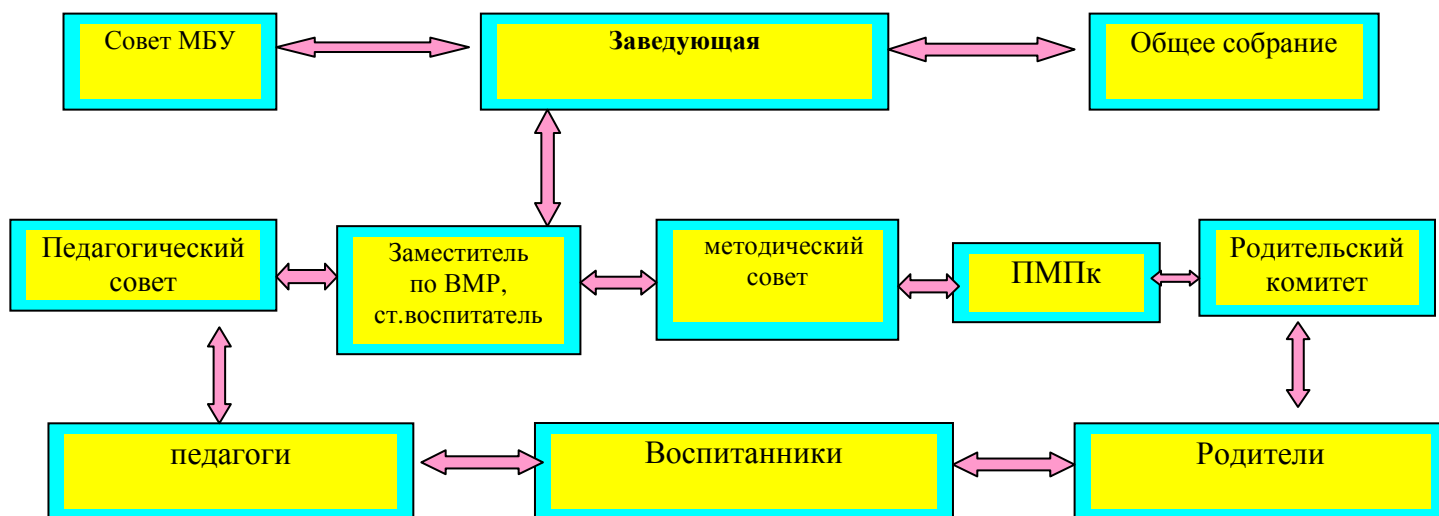 Совет МБУ
Заведующая
Общее собрание
Педагогический
совет
Заместитель
по ВМР,
ст.воспитатель
методический
совет
ПМПк
Родительский
комитет
педагоги
Воспитанники
Родители